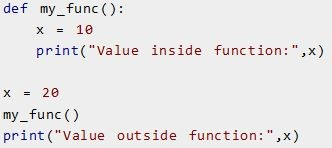 def my_func():
    x = 10
    print("Value inside function:",x)

x = 20
my_func()
print("Value outside function:",x)